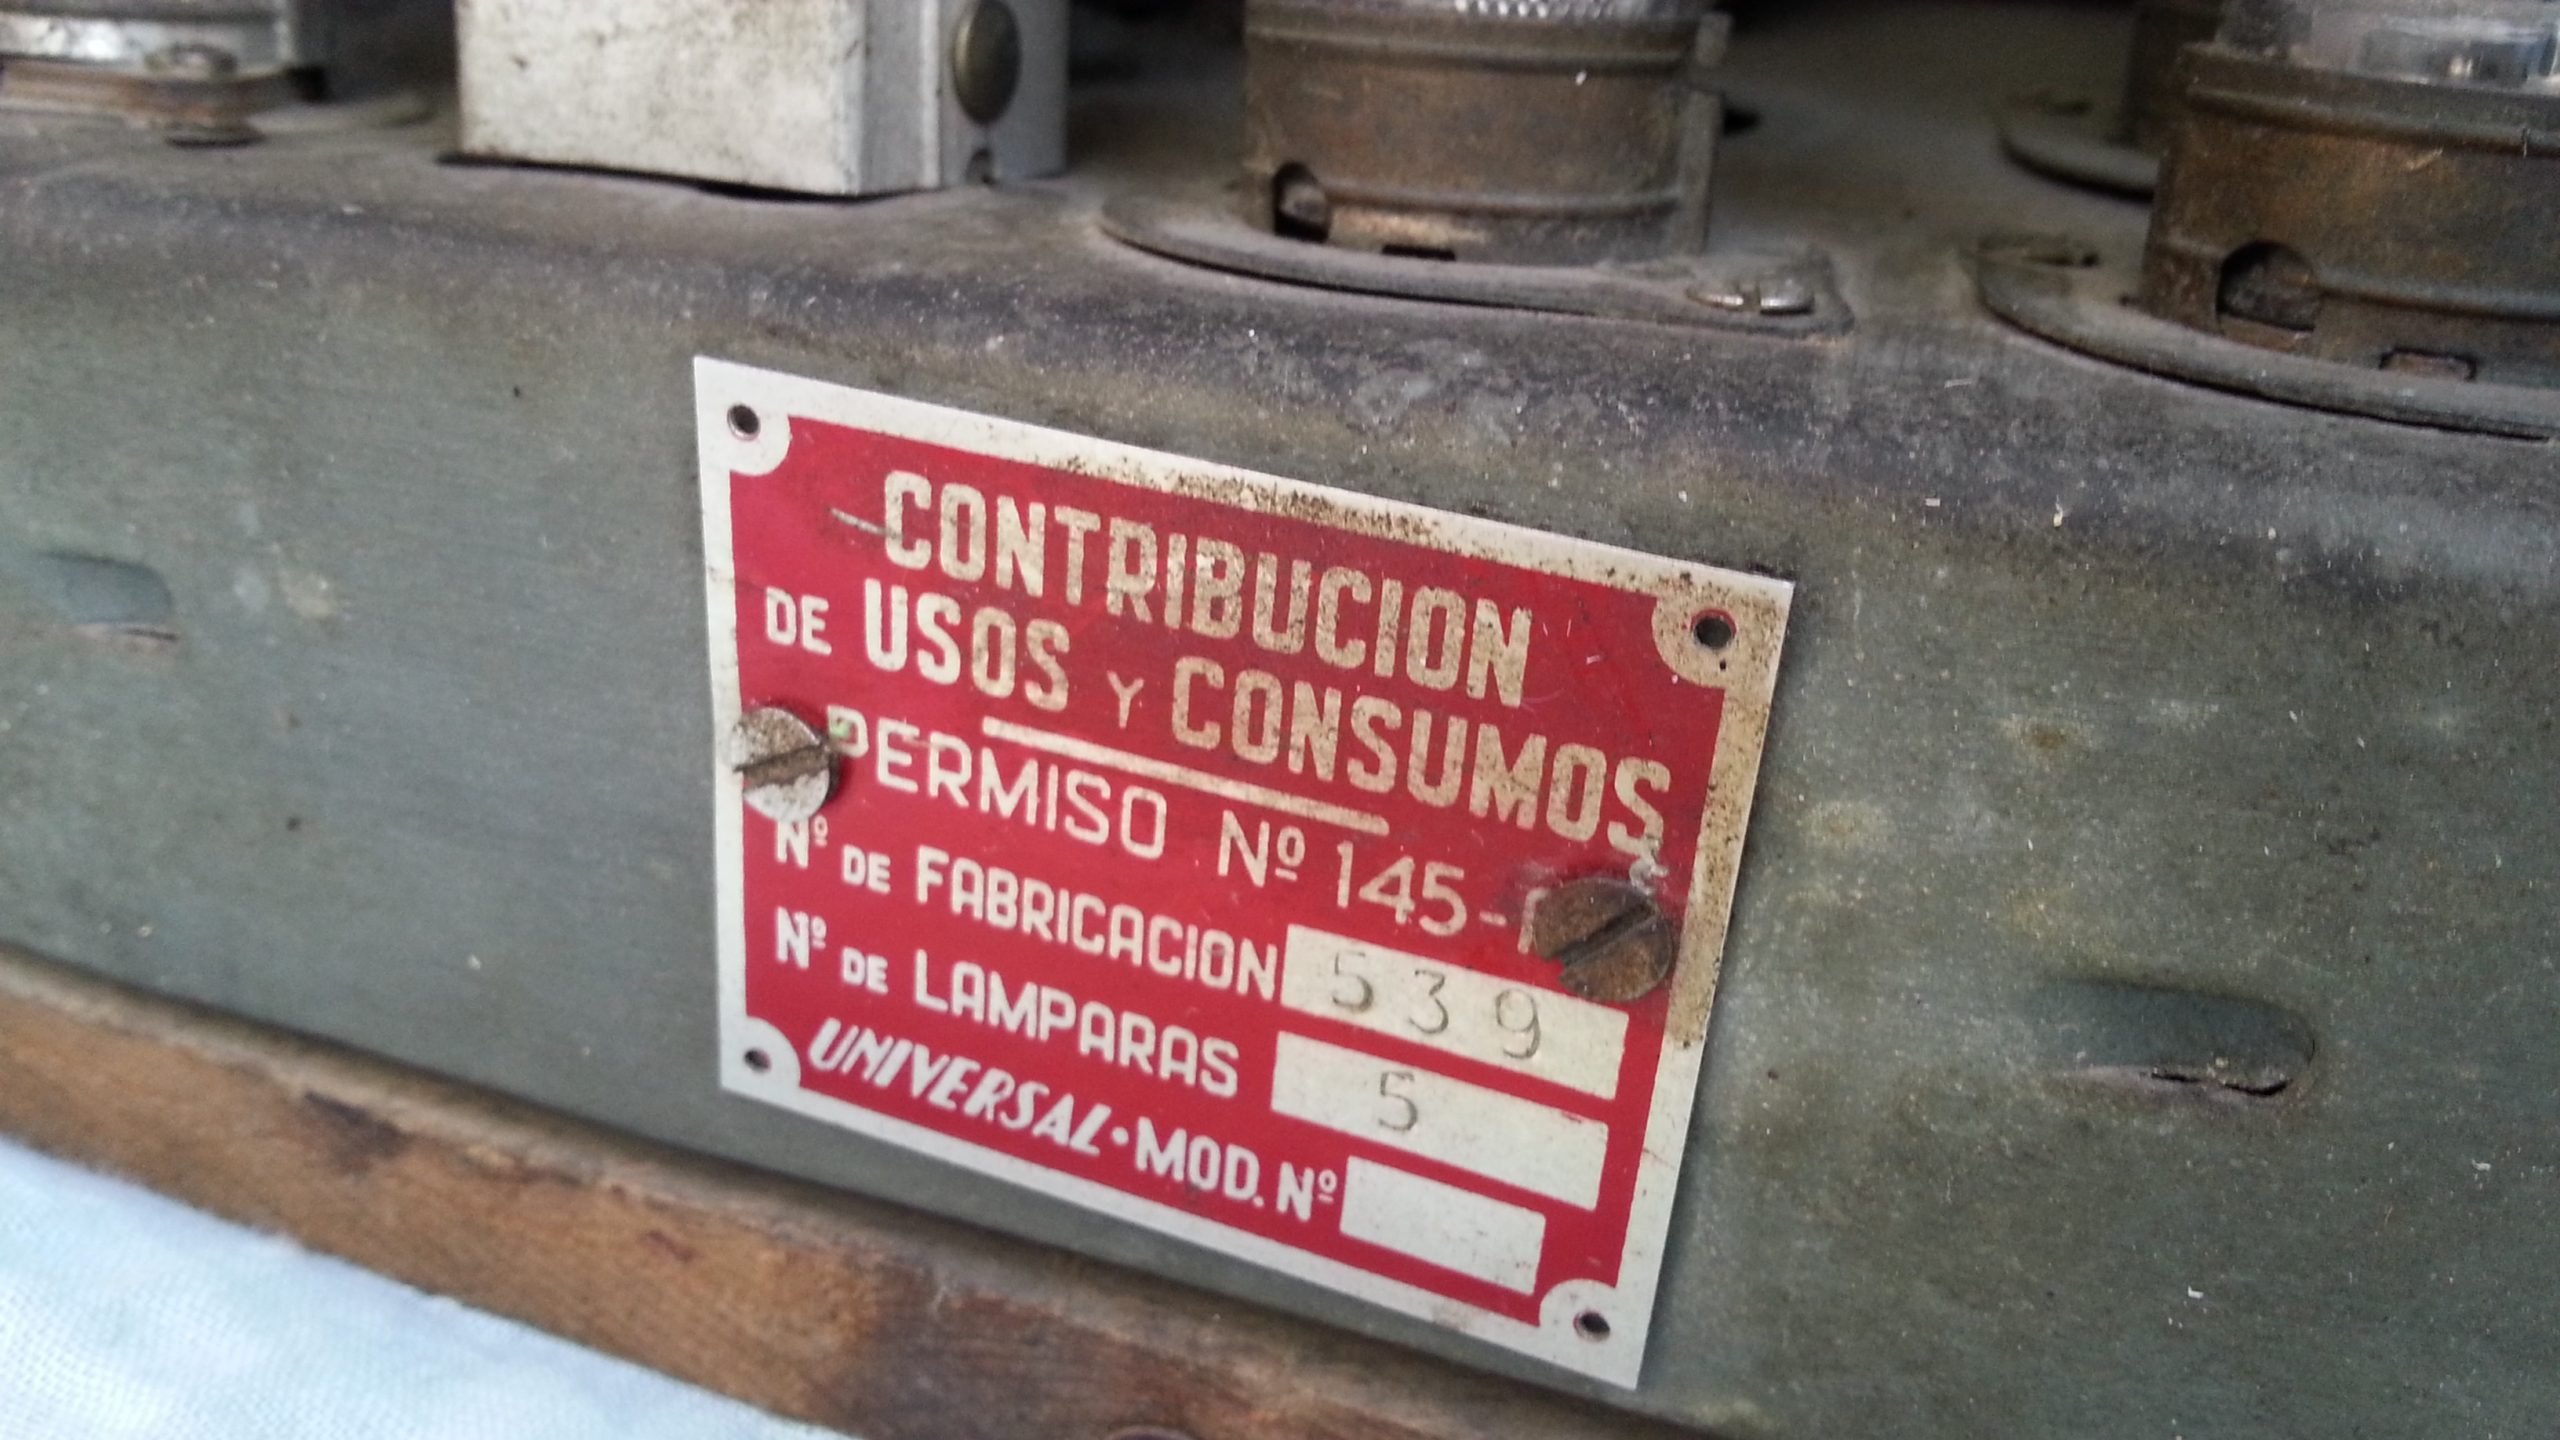 CONTRIBUCION
DE USOS Y CONSUMOS
PERMISO Nº 145-
Nº DE FABRICACION 539
Nº DE LAMPARAS 5
UNIVERSAL·MOD. Nº